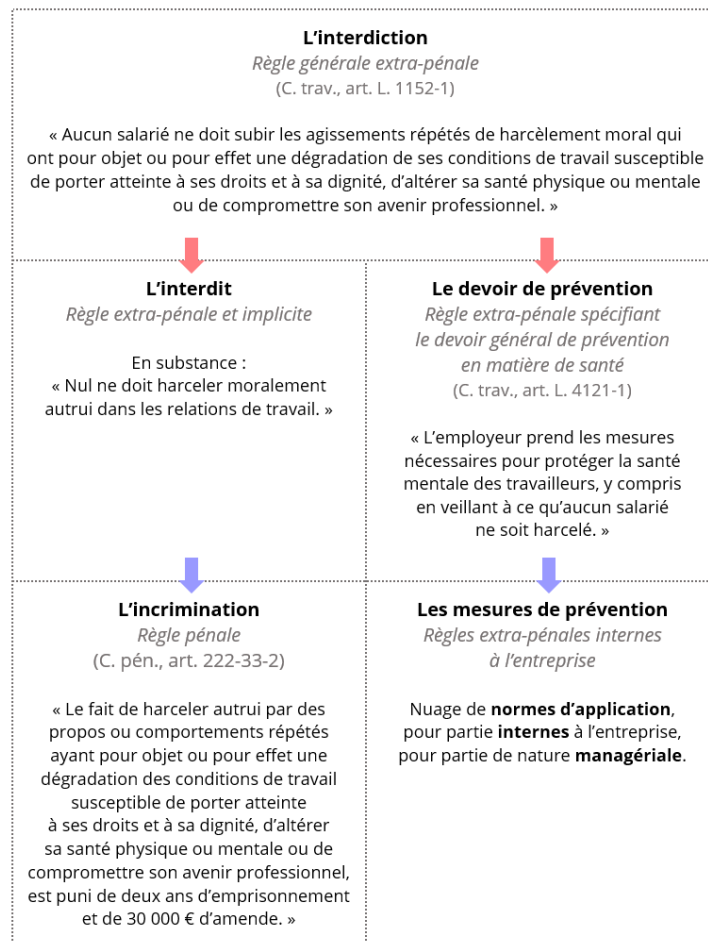 L’interdiction
Règle générale extra-pénale
(C. trav., art. L. 1152-1)
« Aucun salarié ne doit subir les agissements répétés de harcèlement moral qui
ont pour objet ou pour effet une dégradation de ses conditions de travail susceptible
de porter atteinte à ses droits et à sa dignité, d’altérer sa santé physique ou mentale
ou de compromettre son avenir professionnel. »
L’interdit
Règle extra-pénale et implicite
En substance :
« Nul ne doit harceler moralement
autrui dans les relations de travail. »
Le devoir de prévention
Règle extra-pénale spécifiant
le devoir général de prévention
en matière de santé
(C. trav., art. L. 4121-1)
« L’employeur prend les mesures
nécessaires pour protéger la santé
mentale des travailleurs, y compris
en veillant à ce qu’aucun salarié
ne soit harcelé. »
L’incrimination
Règle pénale
(C. pén., art. 222-33-2)
« Le fait de harceler autrui par des
propos ou comportements répétés
ayant pour objet ou pour effet une
dégradation des conditions de travail
susceptible de porter atteinte
à ses droits et à sa dignité, d’altérer
sa santé physique ou mentale ou de
compromettre son avenir professionnel,
est puni de deux ans d’emprisonnement
et de 30 000 € d’amende. »
Les mesures de prévention
Règles extra-pénales internes
à l’entreprise
Nuage de normes d’application,
pour partie internes à l’entreprise,
pour partie de nature managériale.